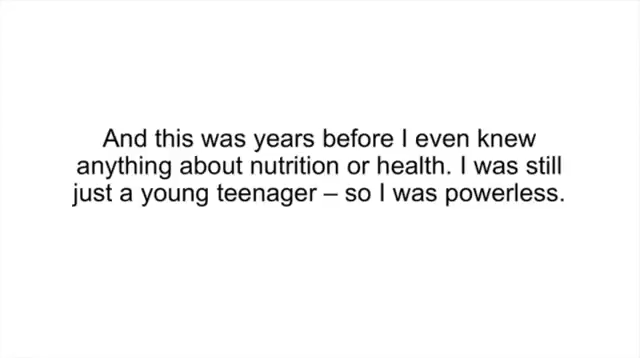 And this was years before I even knew
anything about nutrition or health. I was still
just a young teenager – so I was powerless.